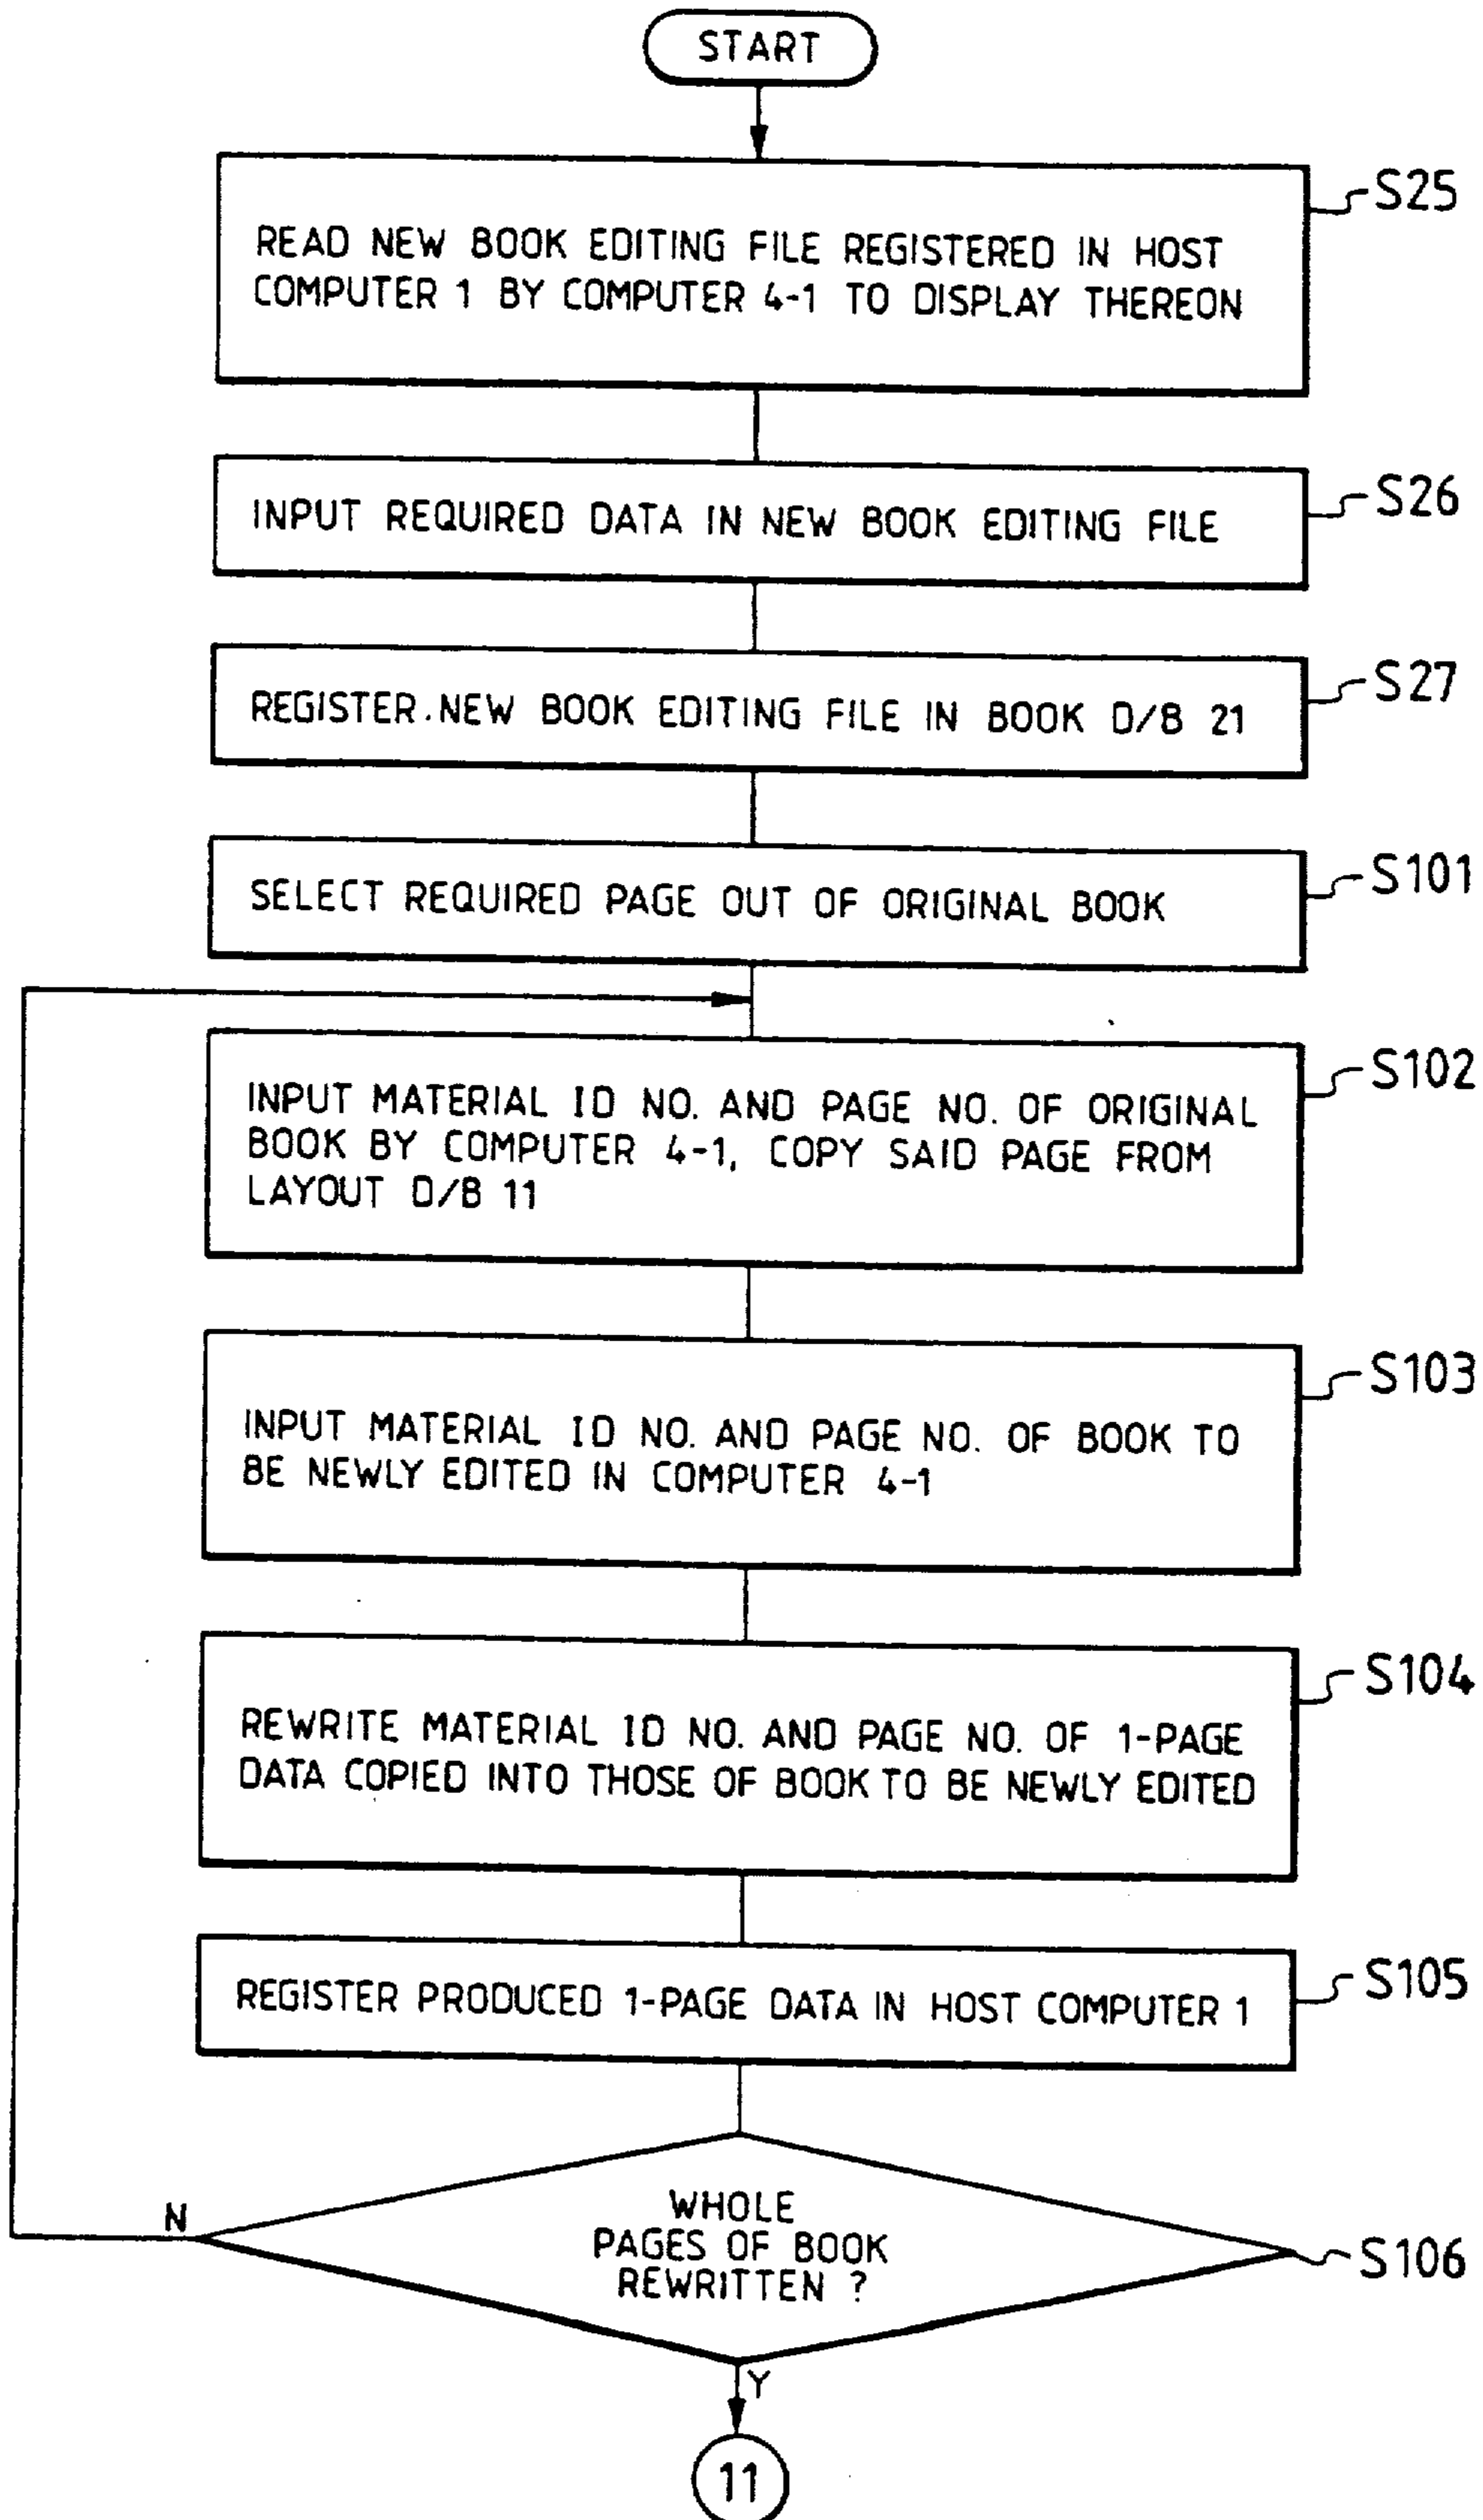 START
S25
READ NEW BOOK EDITING FILE REGISTERED IN HOST
COMPUTER 1 BY COMPUTER 4-1 TO DISPLAY THEREON
S26
INPUT REQUIRED DATA IN NEW BOOK EDITING FILE
S27
REGISTER NEW BOOK EDITING FILE IN BOOK D/B 21
S101
SELECT REQUIRED PAGE OUT OF ORIGINAL BOOK
S102
INPUT MATERIAL ID NO. AND PAGE NO. OF ORIGINAL
BOOK BY COMPUTER 4-1, COPY SAID PAGE FROM
LAYOUT D/B 11
S103
INPUT MATERIAL ID NO. AND PAGE NO. OF BOOK TO
BE NEWLY EDITED IN COMPUTER 4-1
S104
REWRITE MATERIAL ID NO. AND PAGE NO. OF 1-PAGE
DATA COPIED INTO THOSE OF BOOK TO BE NEWLY EDITED
S105
REGISTER PRODUCED 1-PAGE DATA IN HOST COMPUTER 1
N
WHOLE
PAGES OF BOOK
REWRITTEN ?
S106
Y
11